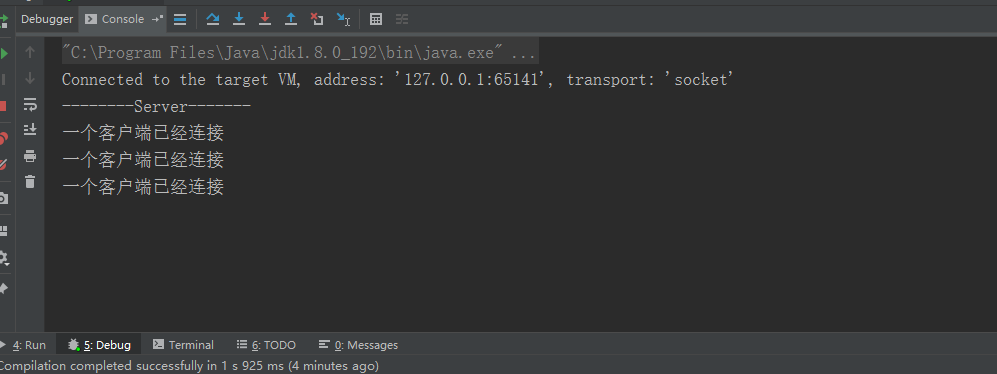 Debugger Console
"C:\Program Files\Java\jdk1.8.0_192\bin\java.exe" ...
Connected to the target VM, address: '127.0.0.1:65141', transport: 'socket'
--------Server-------
一个客户端已经连接
一个客户端已经连接
一个客户端已经连接
4: Run 5: Debug Terminal 6: TODO 0: Messages
Compilation completed successfully in 1 s 925 ms (4 minutes ago)